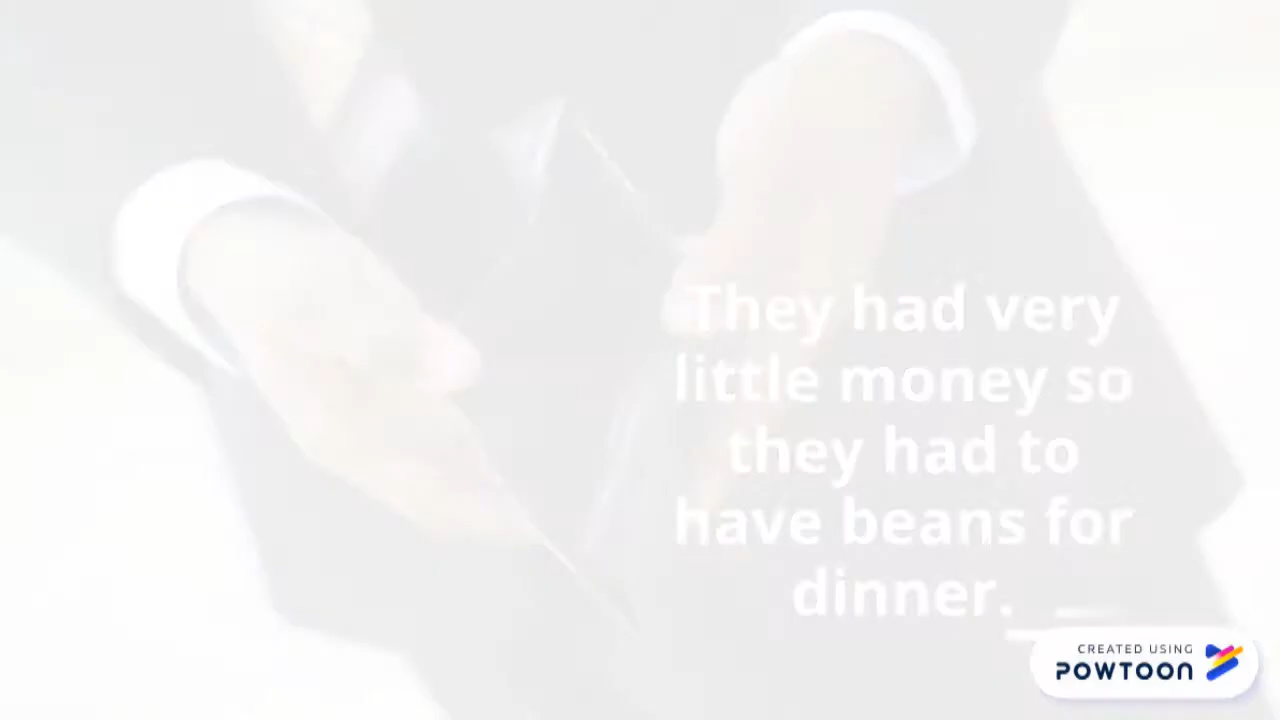 They had very
little money so
they had to
have beans for
dinner.
CREATED USING
POWTOON